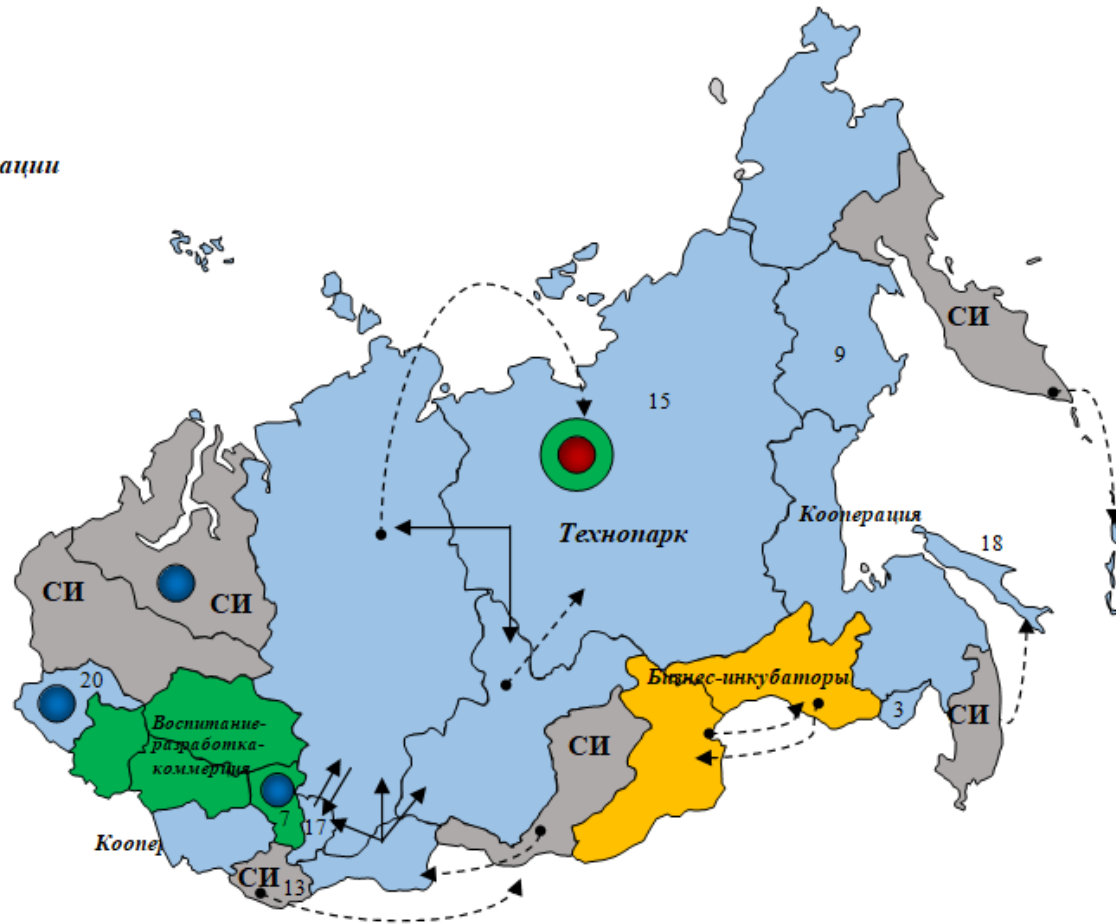 ации
СИ
9
15
Кооперация
Технопарк
18
СИ
СИ
20
Бизнес-инкубаторы
3
СИ
СИ
Воспитание-
разработка-
коммерция
7
17
Коопер
СИ
13